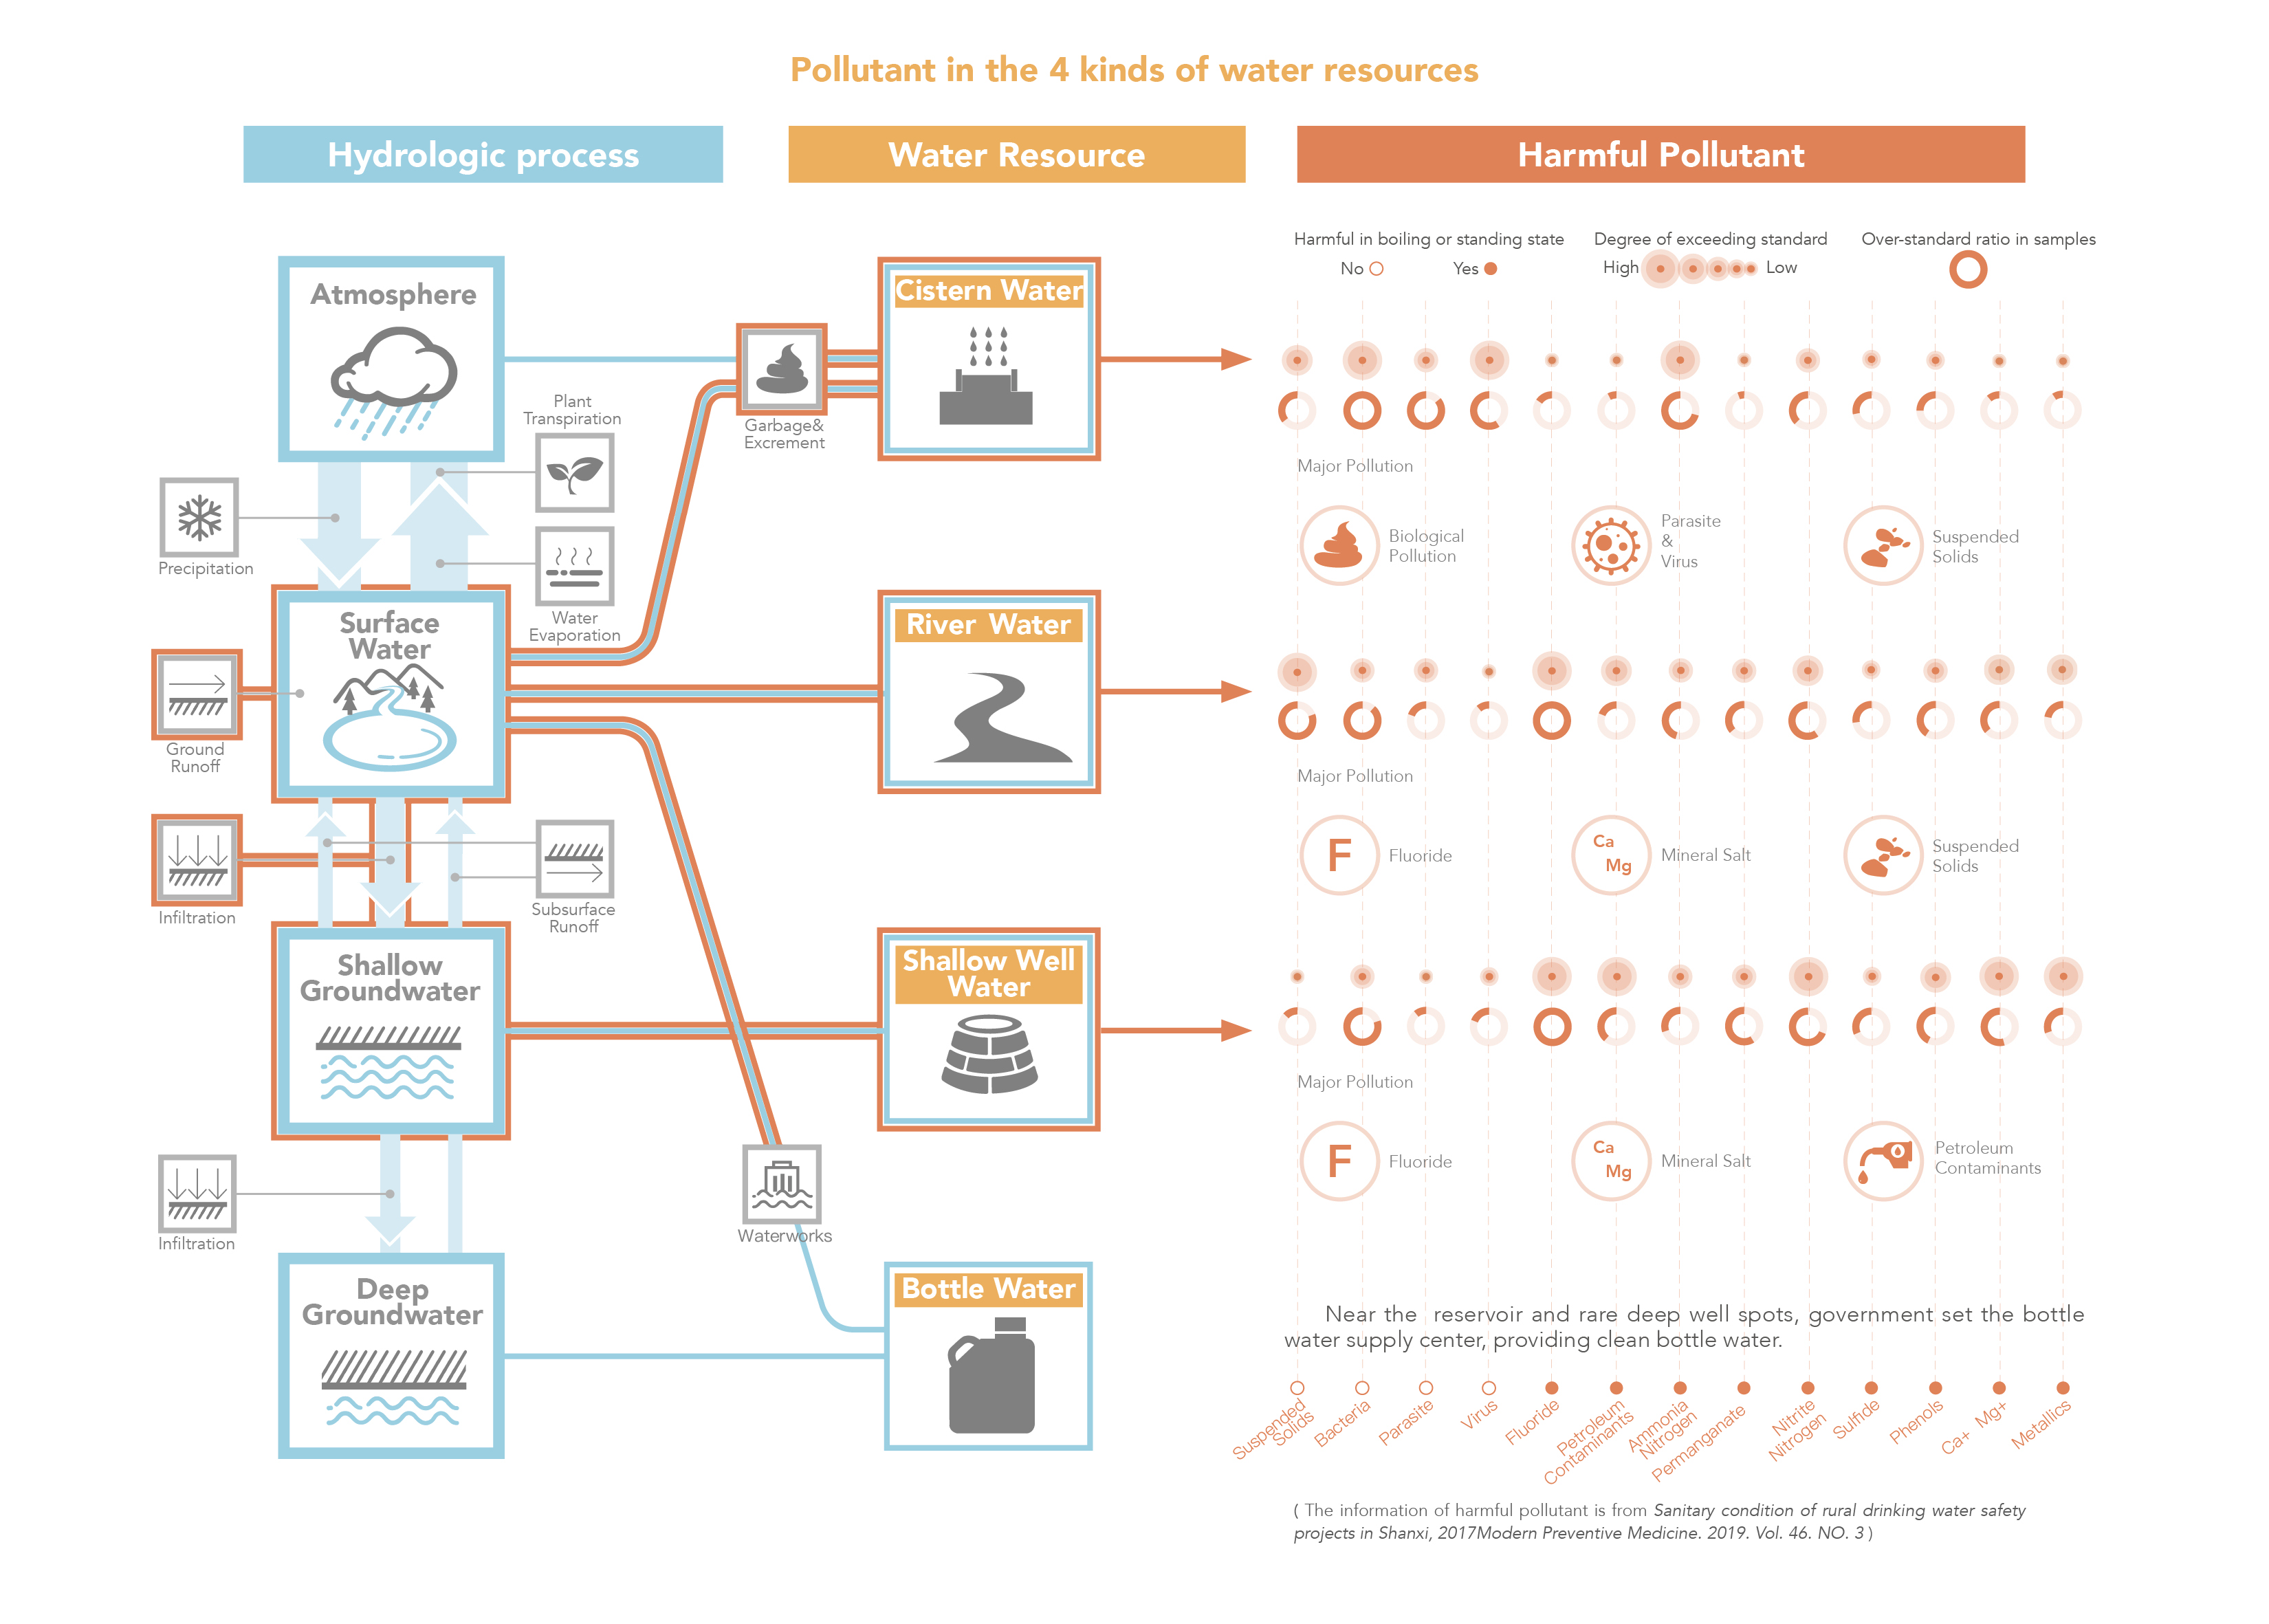 Pollutant in the 4 kinds of water resources
Hydrologic process
Water Resource
Harmful Pollutant
Harmful in boiling or standing state
No
Yes
Degree of exceeding standard
High
Low
Over-standard ratio in samples
Atmosphere
Plant
Transpiration
Precipitation
Water
Evaporation
Garbage&
Excrement
Cistern Water
Major Pollution
Biological
Pollution
Parasite
&
Virus
Suspended
Solids
Surface
Water
Ground
Runoff
River Water
Major Pollution
F
Fluoride
Ca
Mg
Mineral Salt
Suspended
Solids
Infiltration
Subsurface
Runoff
Shallow
Groundwater
Shallow Well
Water
Major Pollution
F
Fluoride
Ca
Mg
Mineral Salt
Petroleum
Contaminants
Infiltration
Waterworks
Deep
Groundwater
Bottle Water
Near the reservoir and rare deep well spots, government set the bottle
water supply center, providing clean bottle water.
Suspended
Solids
Bacteria
Parasite
Virus
Fluoride
Petroleum
Contaminants
Ammonia
Nitrogen
Permanganate
Nitrite
Nitrogen
Sulfide
Phenols
Ca+ Mg+
Metallics
( The information of harmful pollutant is from Sanitary condition of rural drinking water safety
projects in Shanxi, 2017Modern Preventive Medicine. 2019. Vol. 46. NO. 3 )